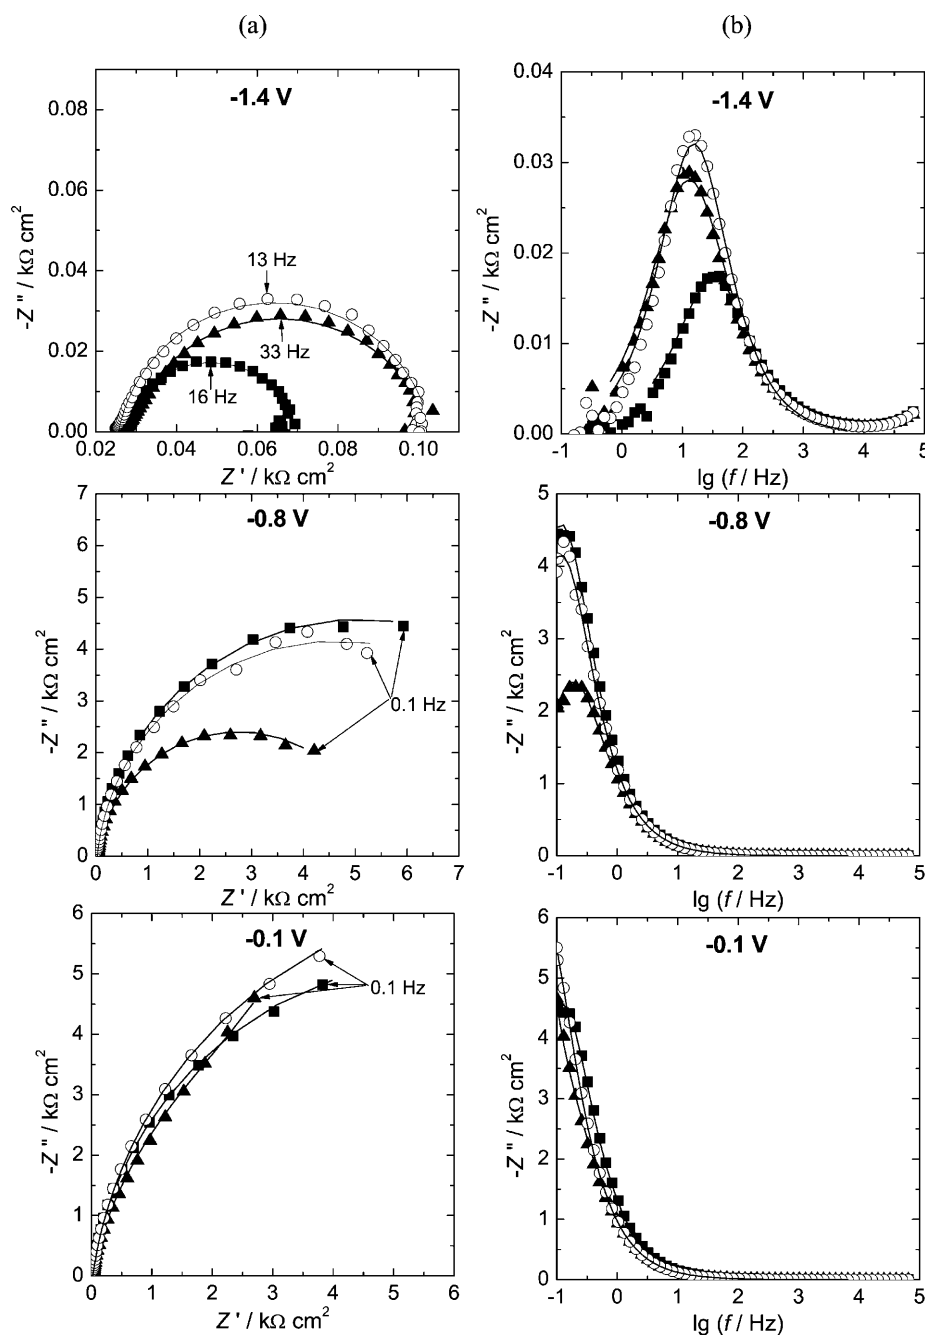 (a)
(b)
-1.4 V
-Z" / kΩ cm²
0.08
0.06
0.04
0.02
0.00
13 Hz
33 Hz
16 Hz
0.02 0.04 0.06 0.08 0.10
Z' / kΩ cm²
-1.4 V
-Z" / kΩ cm²
0.04
0.03
0.02
0.01
0.00
-1 0 1 2 3 4 5
lg (f / Hz)
-0.8 V
-Z" / kΩ cm²
7
6
5
4
3
2
1
0
0.1 Hz
0 1 2 3 4 5 6 7
Z' / kΩ cm²
-0.8 V
-Z" / kΩ cm²
5
4
3
2
1
0
-1 0 1 2 3 4 5
lg (f / Hz)
-0.1 V
-Z" / kΩ cm²
6
5
4
3
2
1
0
0.1 Hz
0 1 2 3 4 5 6
Z' / kΩ cm²
-0.1 V
-Z" / kΩ cm²
6
5
4
3
2
1
0
-1 0 1 2 3 4 5
lg (f / Hz)